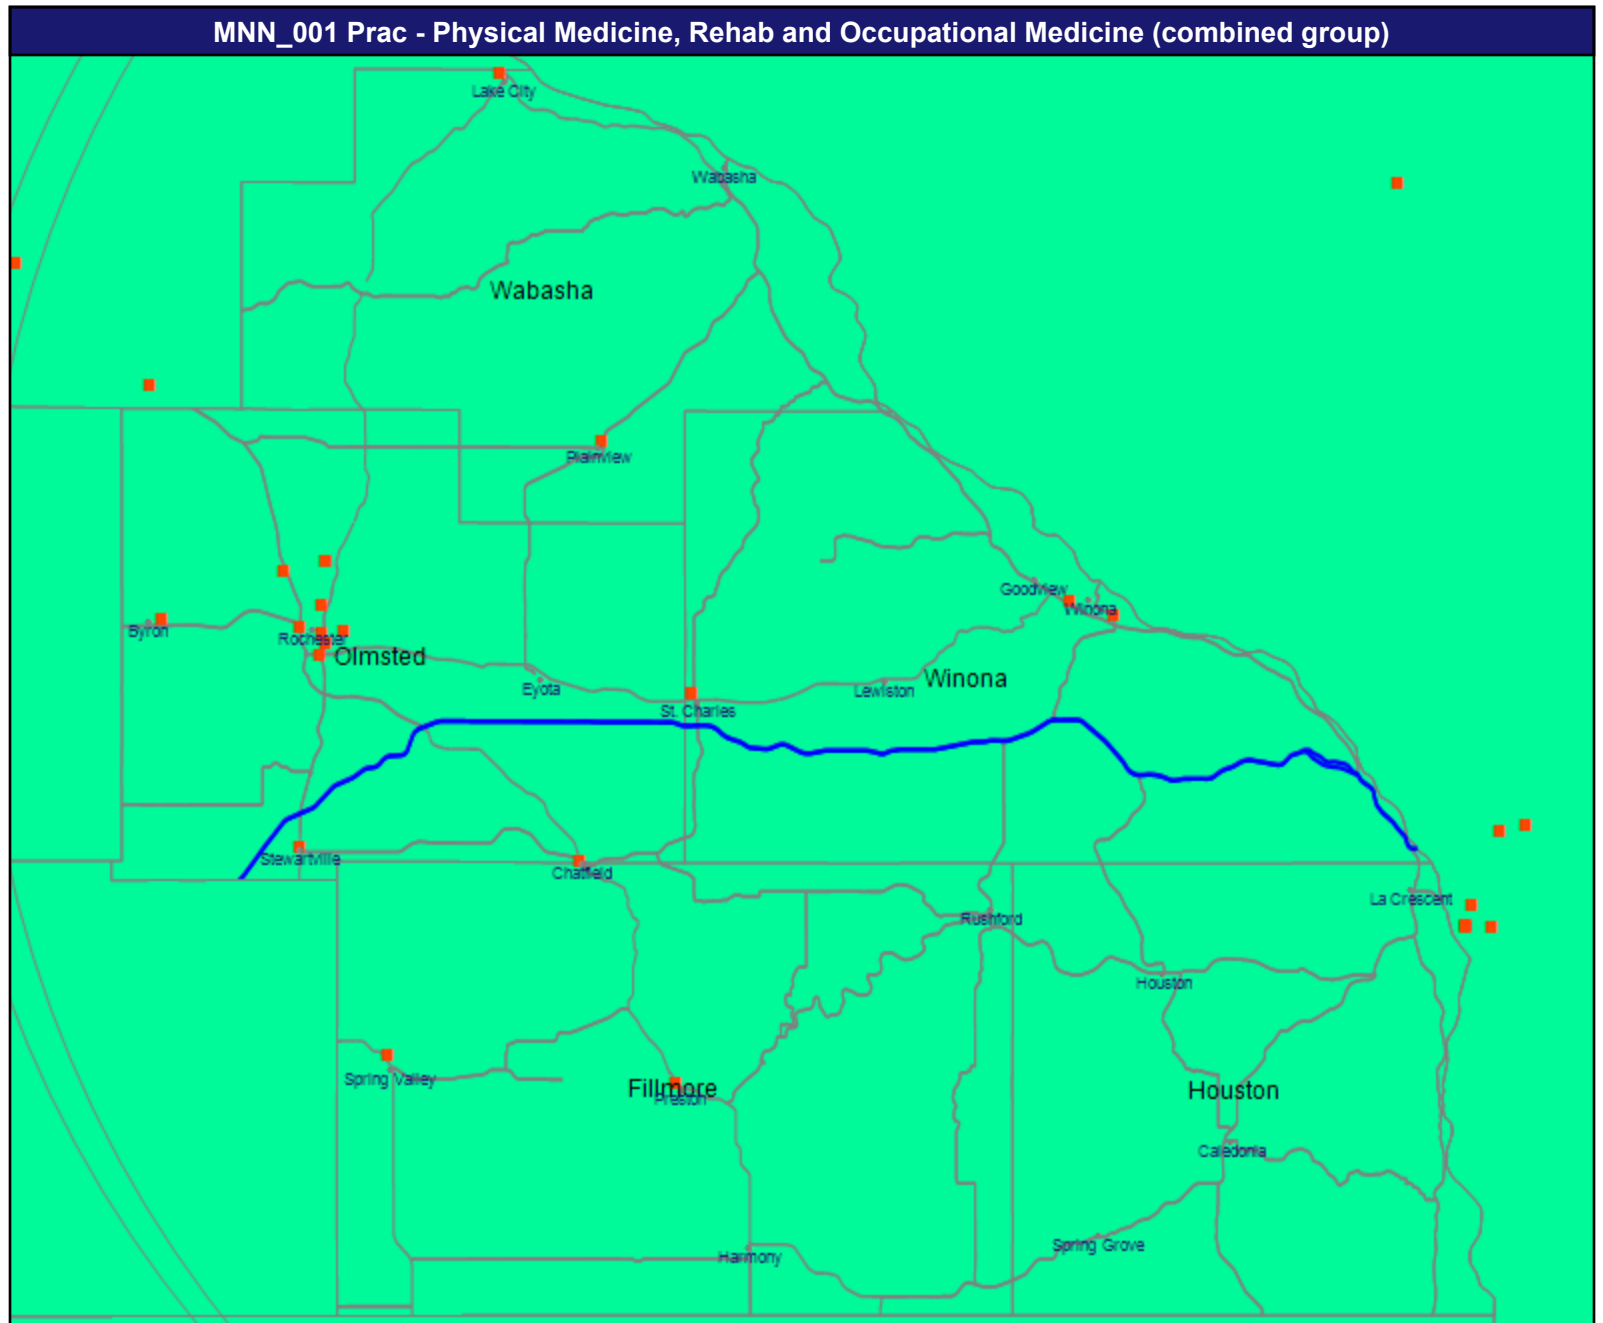 MNN_001 Prac - Physical Medicine, Rehab and Occupational Medicine (combined group)
Lake City
Wabasha
Wabasha
Plainview
Goodview
Winona
Byron
Rochester
Olmsted
Winona
Eyota
Lewiston
St. Charles
Stewartville
Chatfield
La Crescent
Rushford
Houston
Spring Valley
Fillmore
Preston
Houston
Caledonia
Spring Grove
Harmony